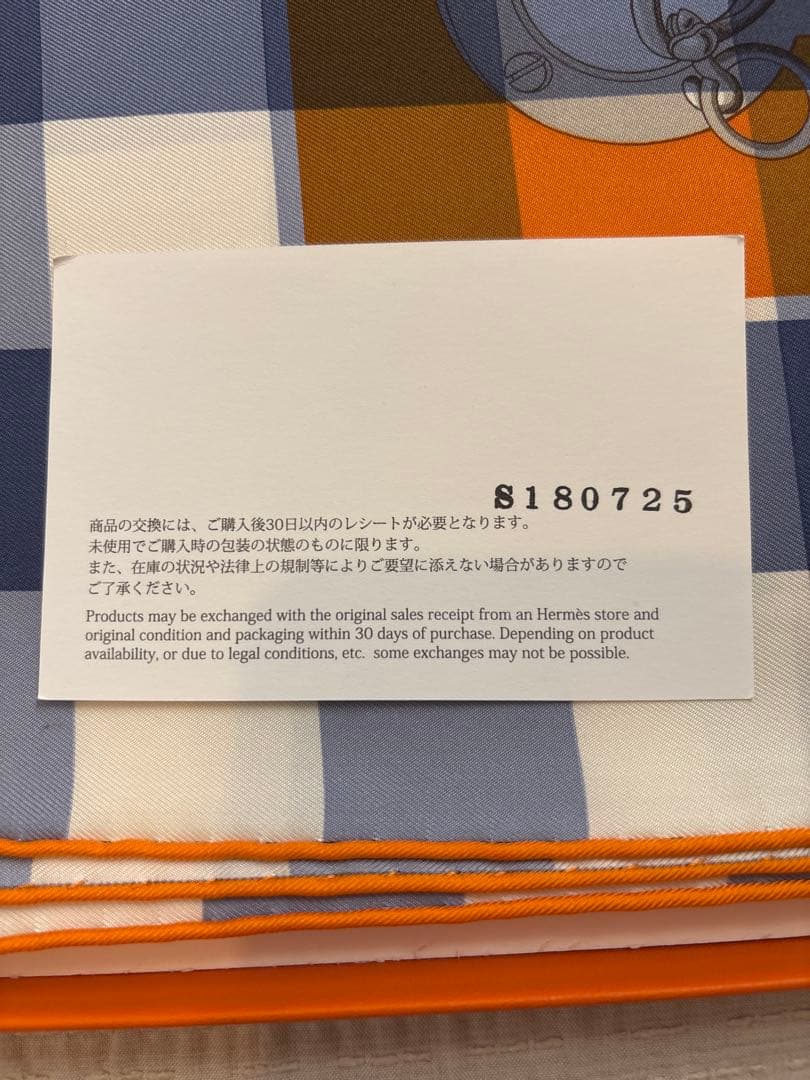 S180725
商品の交換には、ご購入後30日以内のレシートが必要となります。
未使用でご購入時の包装の状態のものに限ります。
また、在庫の状況や法律上の規制等によりご要望に添えない場合がありますので
ご了承ください。
Products may be exchanged with the original sales receipt from an Hermès store and
original condition and packaging within 30 days of purchase. Depending on product
availability, or due to legal conditions, etc. some exchanges may not be possible.